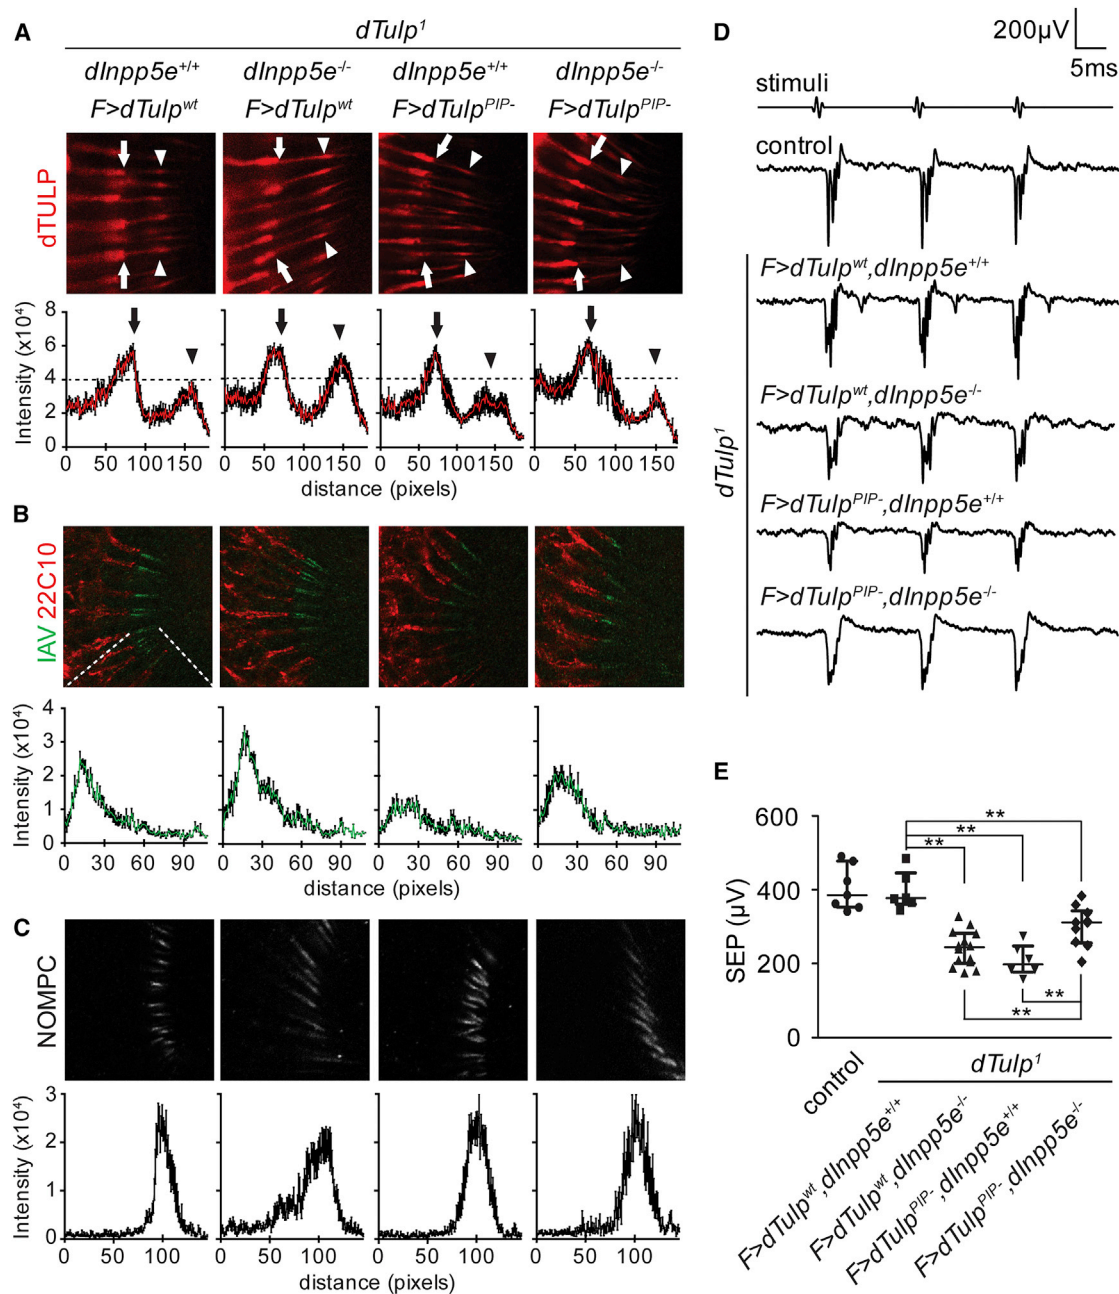 A
dTulp¹
dInpp5e+/+
F>dTulpwt
dInpp5e-/-
F>dTulpwt
dInpp5e+/+
F>dTulpPIP-
dInpp5e-/-
F>dTulpPIP-
dTULP
Intensity (x10⁴)
8
6
4
2
0
0 50 100 150
0 50 100 150
0 50 100 150
0 50 100 150
distance (pixels)
B
IAV 22C10
Intensity (x10⁴)
4
3
2
1
0
0 30 60 90
0 30 60 90
0 30 60 90
0 30 60 90
distance (pixels)
C
NOMPC
Intensity (x10⁴)
3
2
1
0
0 50 100
0 50 100
0 50 100
0 50 100
distance (pixels)
D
200µV
5ms
stimuli
control
dTulp¹
F>dTulpwt,dInpp5e+/+
F>dTulpwt,dInpp5e-/-
F>dTulpPIP-,dInpp5e+/+
F>dTulpPIP-,dInpp5e-/-
E
SEP (µV)
600
400
200
0
**
**
**
**
**
control
dTulp¹
F>dTulpwt,dInpp5e+/+
F>dTulpwt,dInpp5e-/-
F>dTulpPIP-,dInpp5e+/+
F>dTulpPIP-,dInpp5e-/-